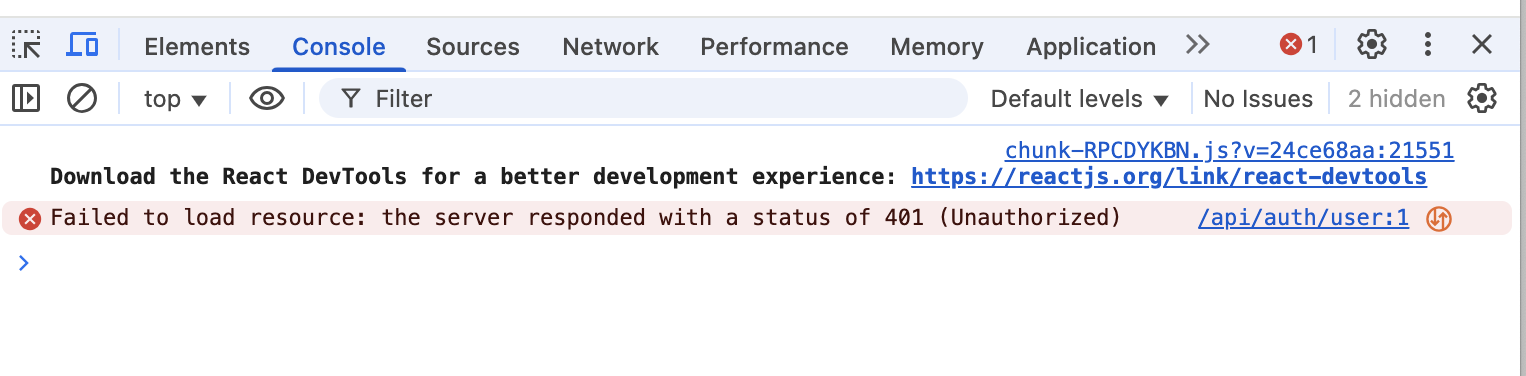 Elements Console Sources Network Performance Memory Application 1
top Filter Default levels No Issues 2 hidden
chunk-RPCDYKBN.js?v=24ce68aa:21551
Download the React DevTools for a better development experience: https://reactjs.org/link/react-devtools
Failed to load resource: the server responded with a status of 401 (Unauthorized) /api/auth/user:1